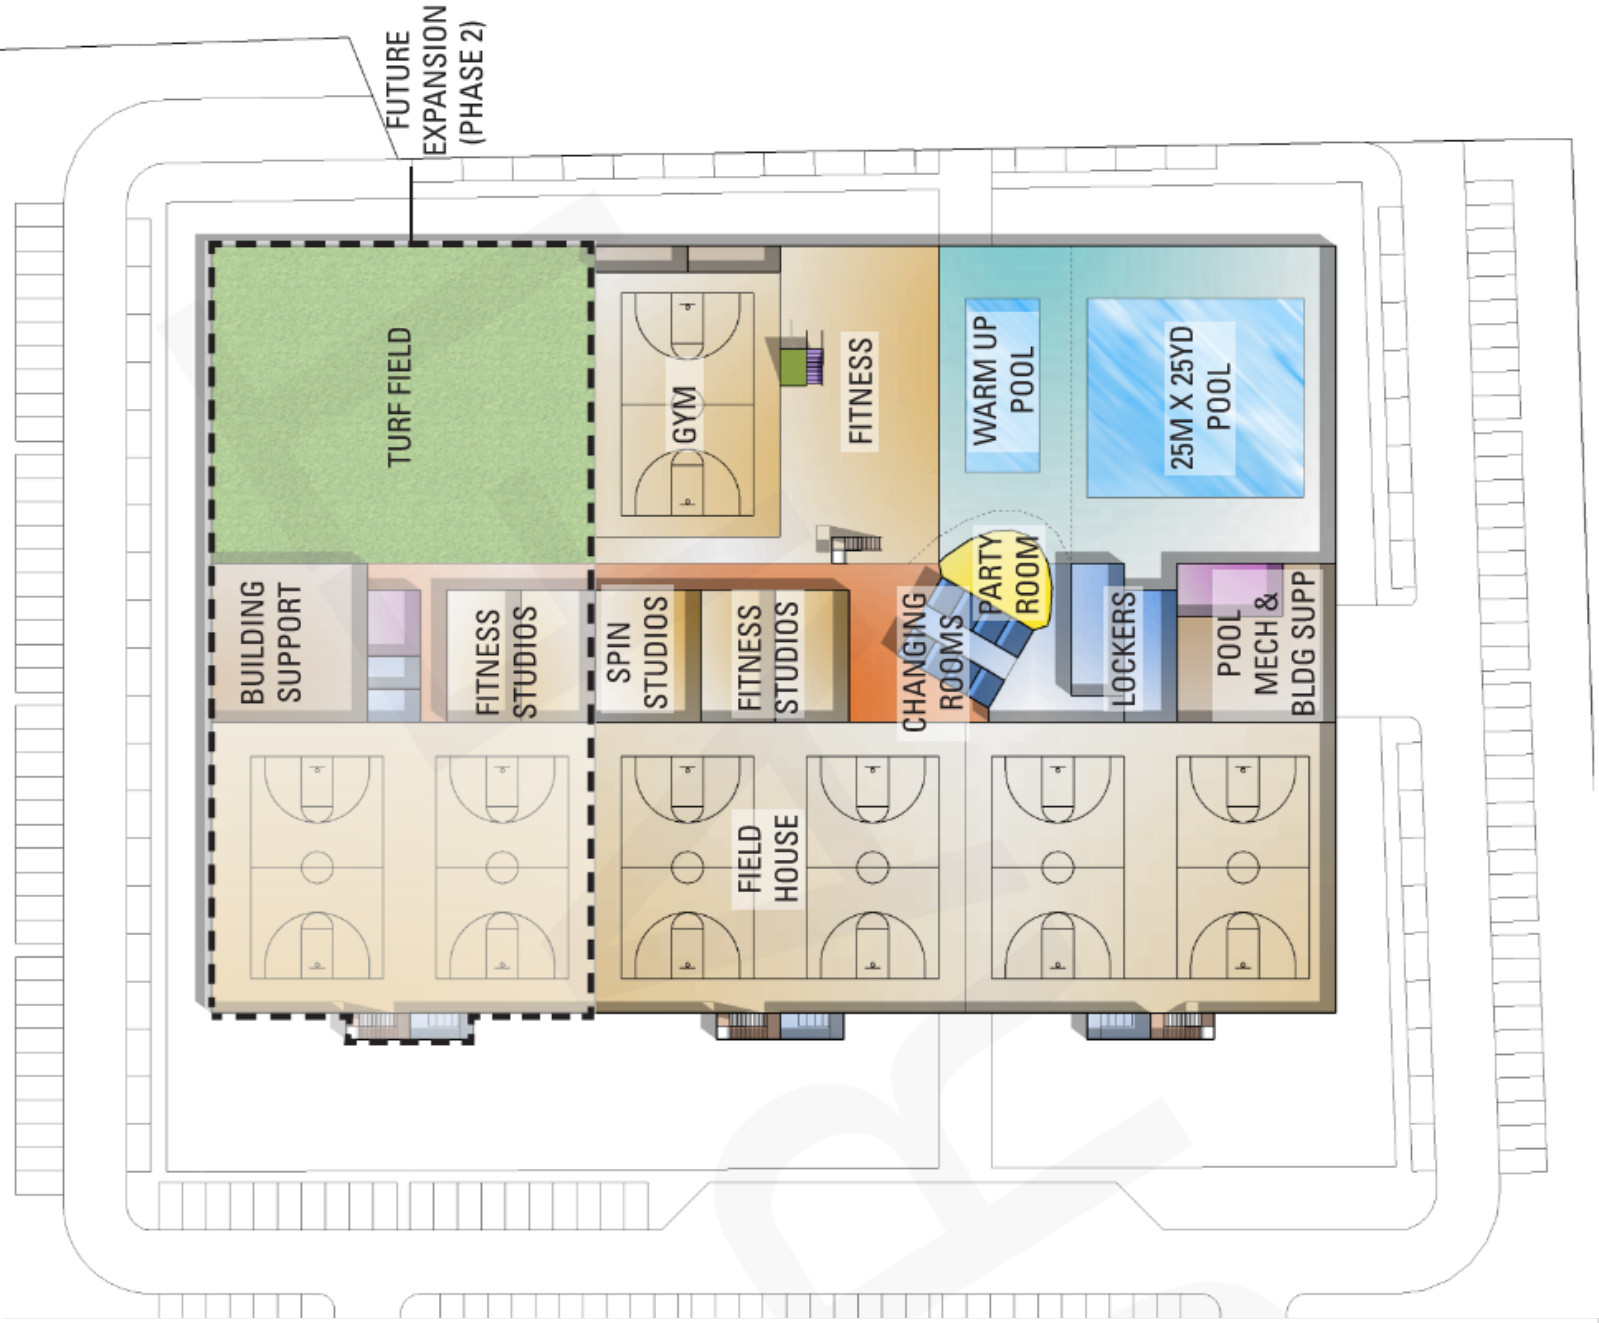 FUTURE
EXPANSION
(PHASE 2)
TURF FIELD
GYM
FITNESS
WARM UP
POOL
25M X 25YD
POOL
BUILDING
SUPPORT
FITNESS
STUDIOS
SPIN
STUDIOS
FITNESS
STUDIOS
CHANGING
ROOMS
PARTY
ROOM
LOCKERS
POOL
MECH &
BLDG SUPP
FIELD
HOUSE